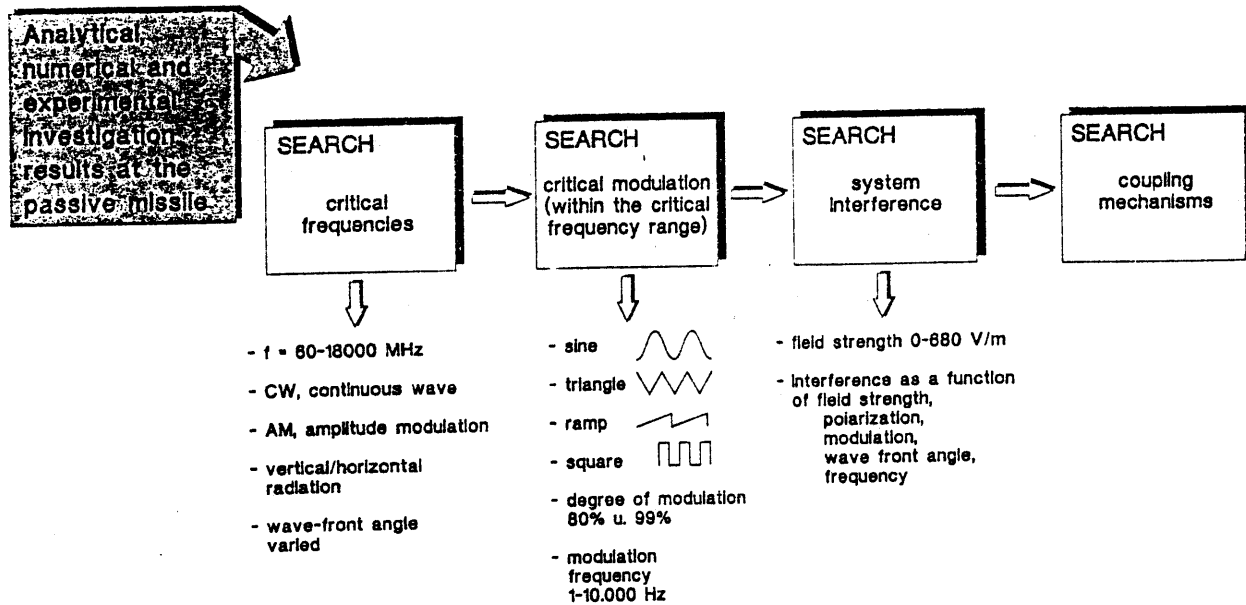 Analytical,
numerical and
experimental
investigation
results at the
passive missile
SEARCH
critical
frequencies
SEARCH
critical modulation
(within the critical
frequency range)
SEARCH
system
interference
SEARCH
coupling
mechanisms
- f = 60-18000 MHz
- CW, continuous wave
- AM, amplitude modulation
- vertical/horizontal
radiation
- wave-front angle
varied
- sine
- triangle
- ramp
- square
- degree of modulation
80% u. 99%
- modulation
frequency
1-10.000 Hz
- field strength 0-680 V/m
- interference as a function
of field strength,
polarization,
modulation,
wave front angle,
frequency